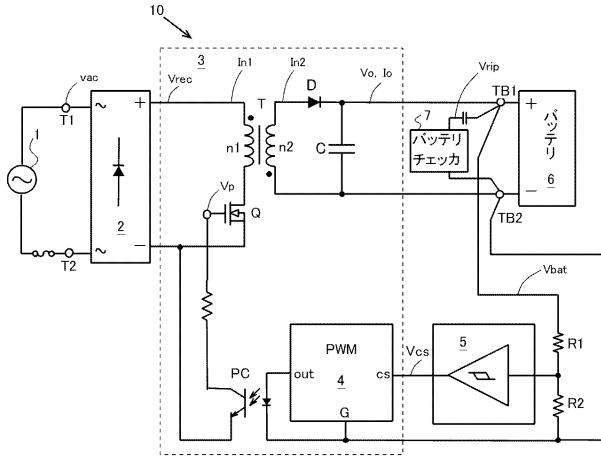 10
3
Vrec
In1
In2
D
Vo, Io
Vrip
TB1
vac
T1
~
+
T
n1
n2
C
7
バッテリ
チェッカ
+
バッテリ
6
−
1
2
Vp
Q
TB2
T2
~
−
Vbat
PC
out
PWM
4
cs
G
Vcs
5
R1
R2